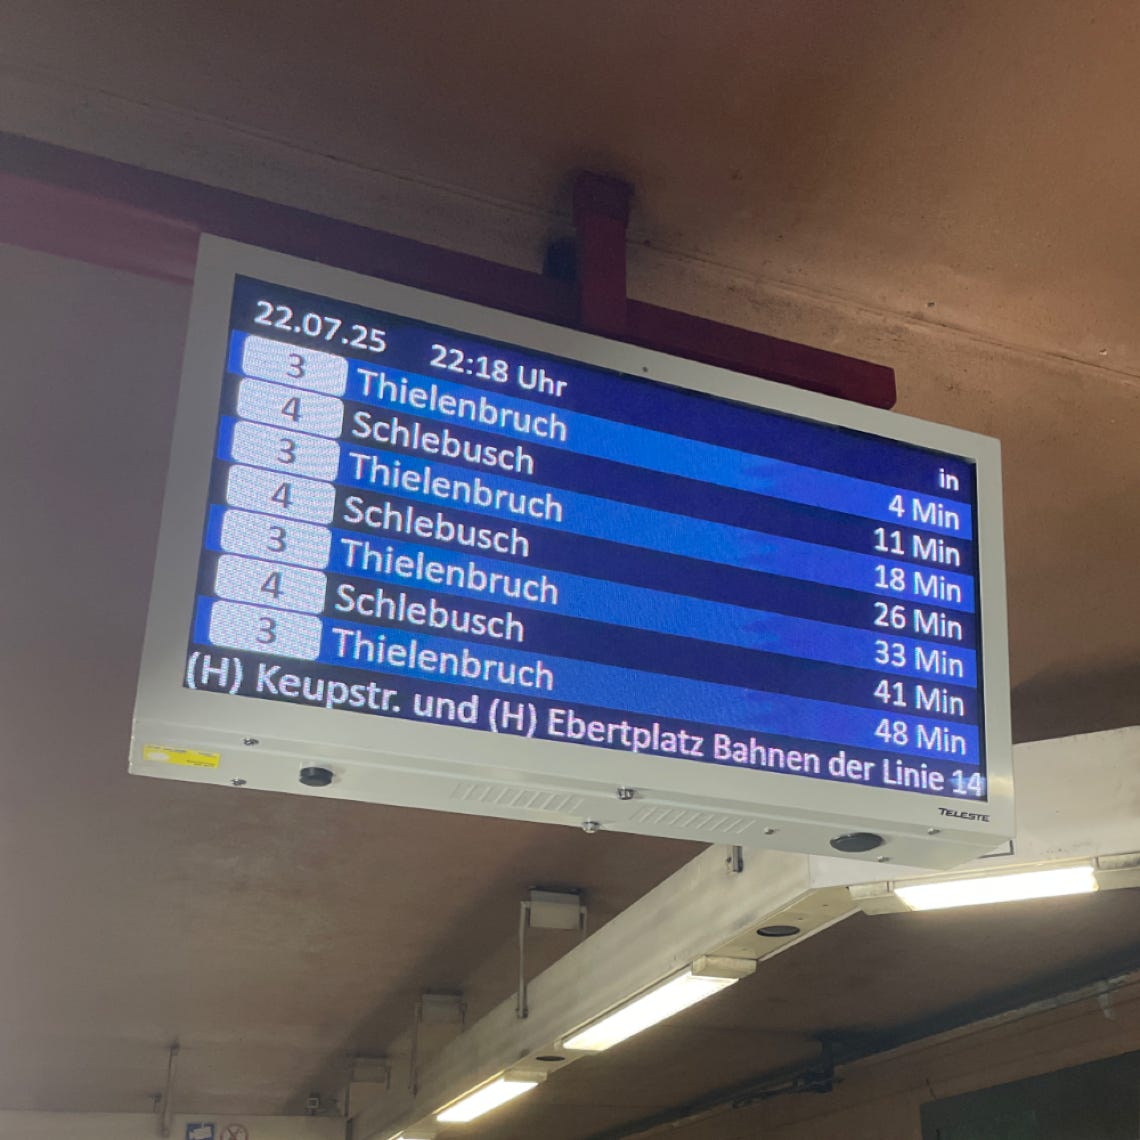 22.07.25 22:18 Uhr in
3 Thielenbruch 4 Min
4 Schlebusch 11 Min
3 Thielenbruch 18 Min
4 Schlebusch 26 Min
3 Thielenbruch 33 Min
4 Schlebusch 41 Min
3 Thielenbruch 48 Min
(H) Keupstr. und (H) Ebertplatz Bahnen der Linie 14
TELESTE